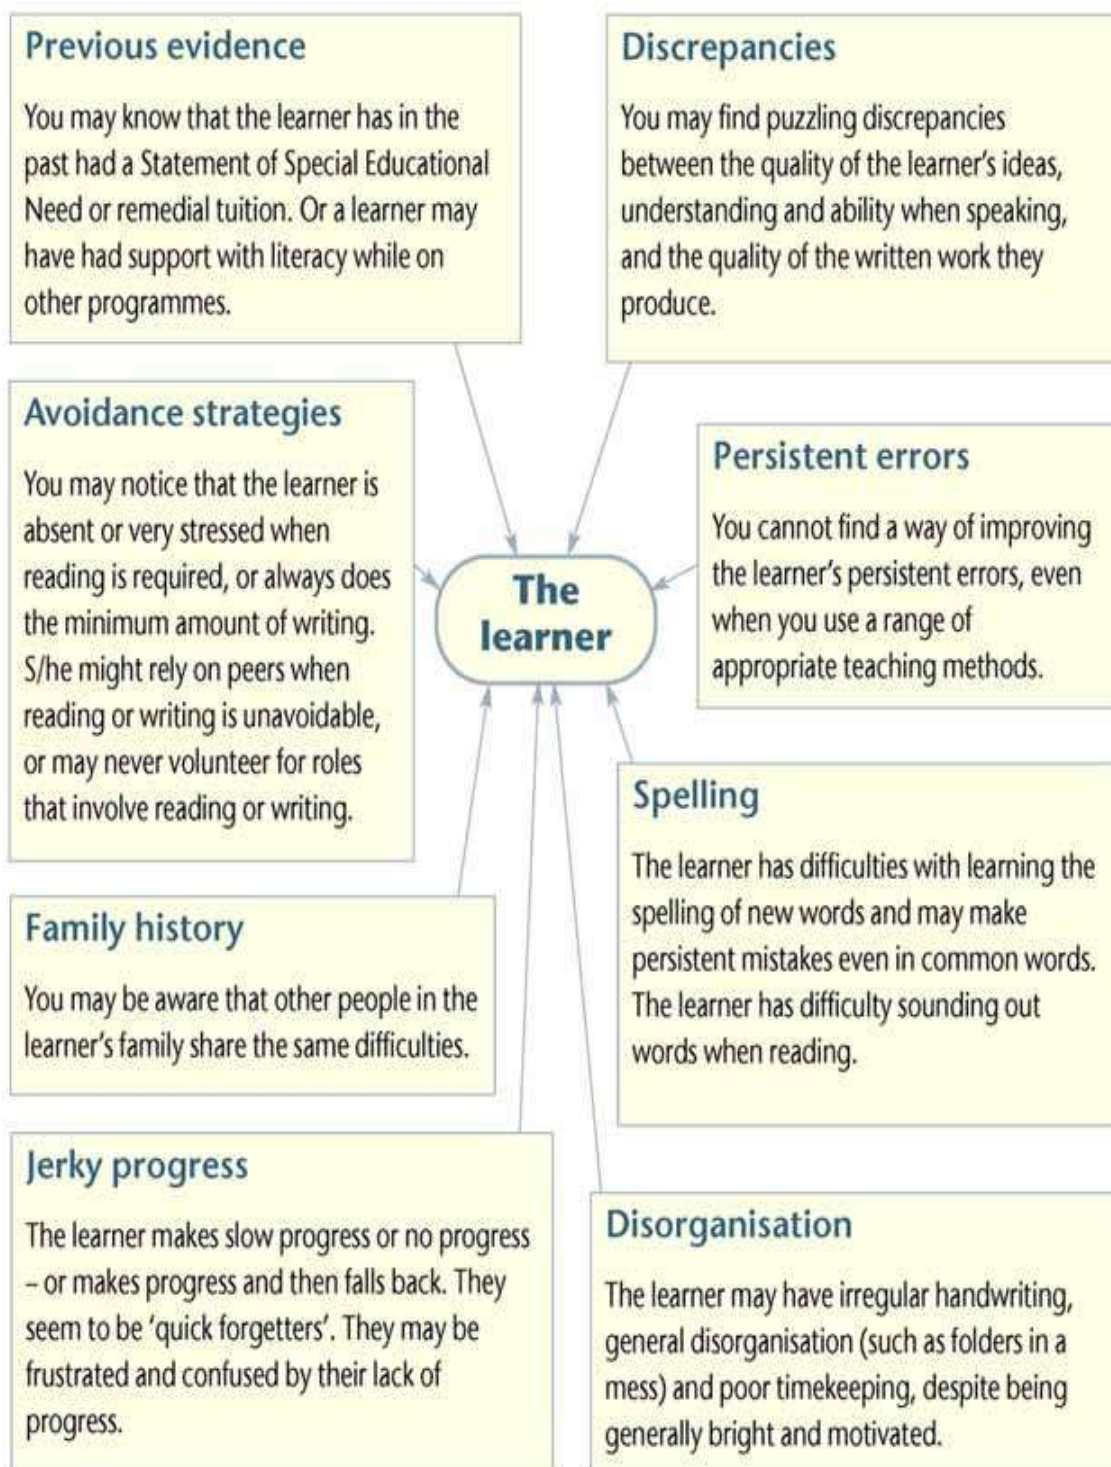 Previous evidence
You may know that the learner has in the
past had a Statement of Special Educational
Need or remedial tuition. Or a learner may
have had support with literacy while on
other programmes.
Discrepancies
You may find puzzling discrepancies
between the quality of the learner's ideas,
understanding and ability when speaking,
and the quality of the written work they
produce.
Avoidance strategies
You may notice that the learner is
absent or very stressed when
reading is required, or always does
the minimum amount of writing.
S/he might rely on peers when
reading or writing is unavoidable,
or may never volunteer for roles
that involve reading or writing.
Persistent errors
You cannot find a way of improving
the learner's persistent errors, even
when you use a range of
appropriate teaching methods.
The
learner
Spelling
The learner has difficulties with learning the
spelling of new words and may make
persistent mistakes even in common words.
The learner has difficulty sounding out
words when reading.
Family history
You may be aware that other people in the
learner's family share the same difficulties.
Jerky progress
The learner makes slow progress or no progress
– or makes progress and then falls back. They
seem to be 'quick forgetters'. They may be
frustrated and confused by their lack of
progress.
Disorganisation
The learner may have irregular handwriting,
general disorganisation (such as folders in a
mess) and poor timekeeping, despite being
generally bright and motivated.